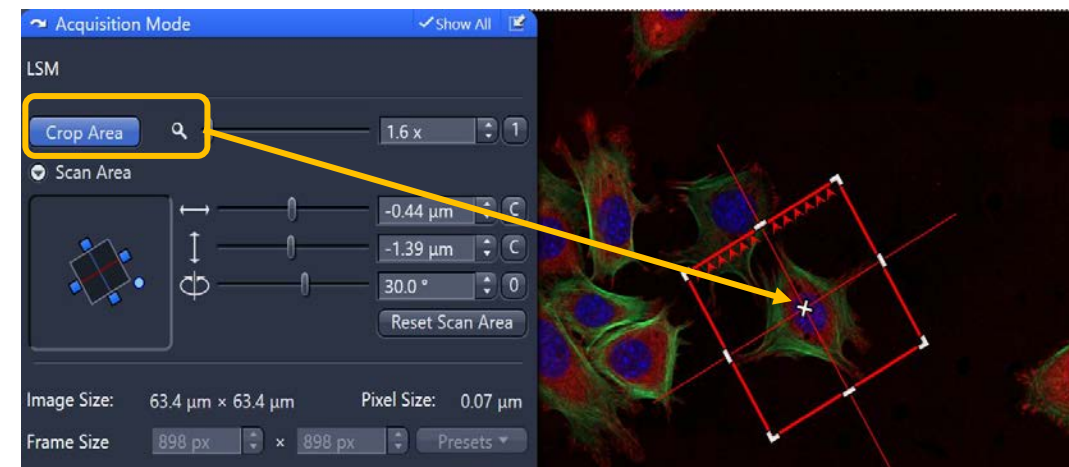 Acquisition Mode Show All
LSM
Crop Area 1.6 x 1
Scan Area
-0.44 µm C
-1.39 µm C
30.0 ° 0
Reset Scan Area
Image Size: 63.4 µm × 63.4 µm Pixel Size: 0.07 µm
Frame Size 898 px × 898 px Presets